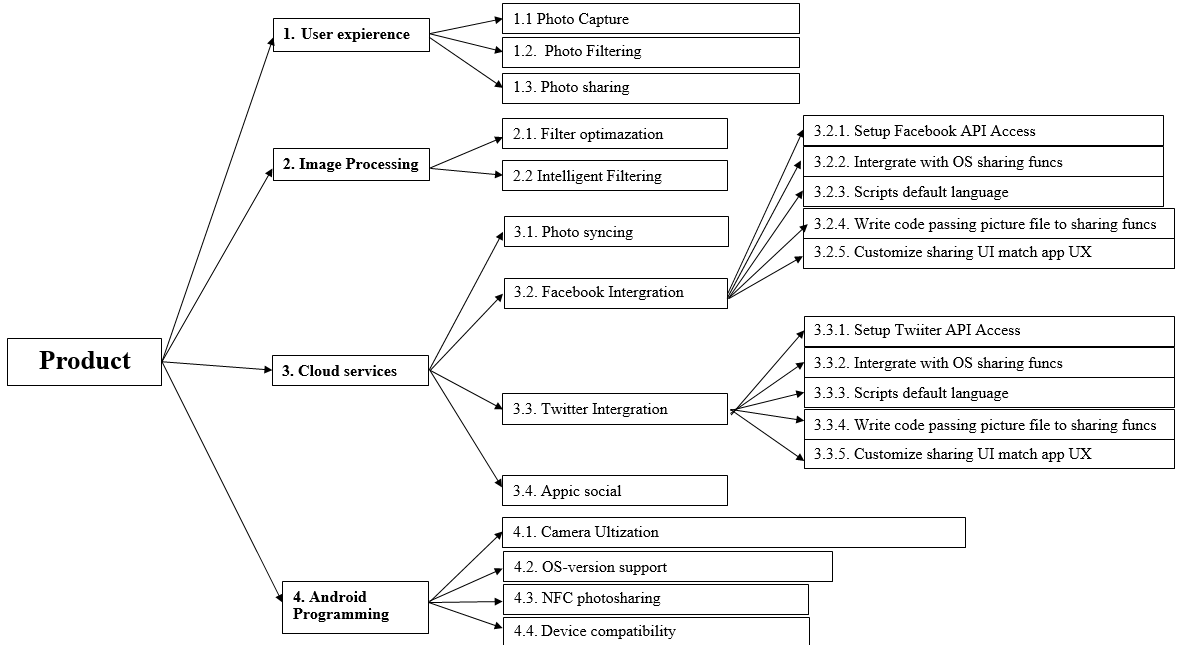 Product
1. User expierence
1.1 Photo Capture
1.2. Photo Filtering
1.3. Photo sharing
2. Image Processing
2.1. Filter optimazation
2.2 Intelligent Filtering
3. Cloud services
3.1. Photo syncing
3.2. Facebook Intergration
3.2.1. Setup Facebook API Access
3.2.2. Intergrate with OS sharing funcs
3.2.3. Scripts default language
3.2.4. Write code passing picture file to sharing funcs
3.2.5. Customize sharing UI match app UX
3.3. Twitter Intergration
3.3.1. Setup Twiiter API Access
3.3.2. Intergrate with OS sharing funcs
3.3.3. Scripts default language
3.3.4. Write code passing picture file to sharing funcs
3.3.5. Customize sharing UI match app UX
3.4. Appic social
4. Android
Programming
4.1. Camera Ultization
4.2. OS-version support
4.3. NFC photosharing
4.4. Device compatibility